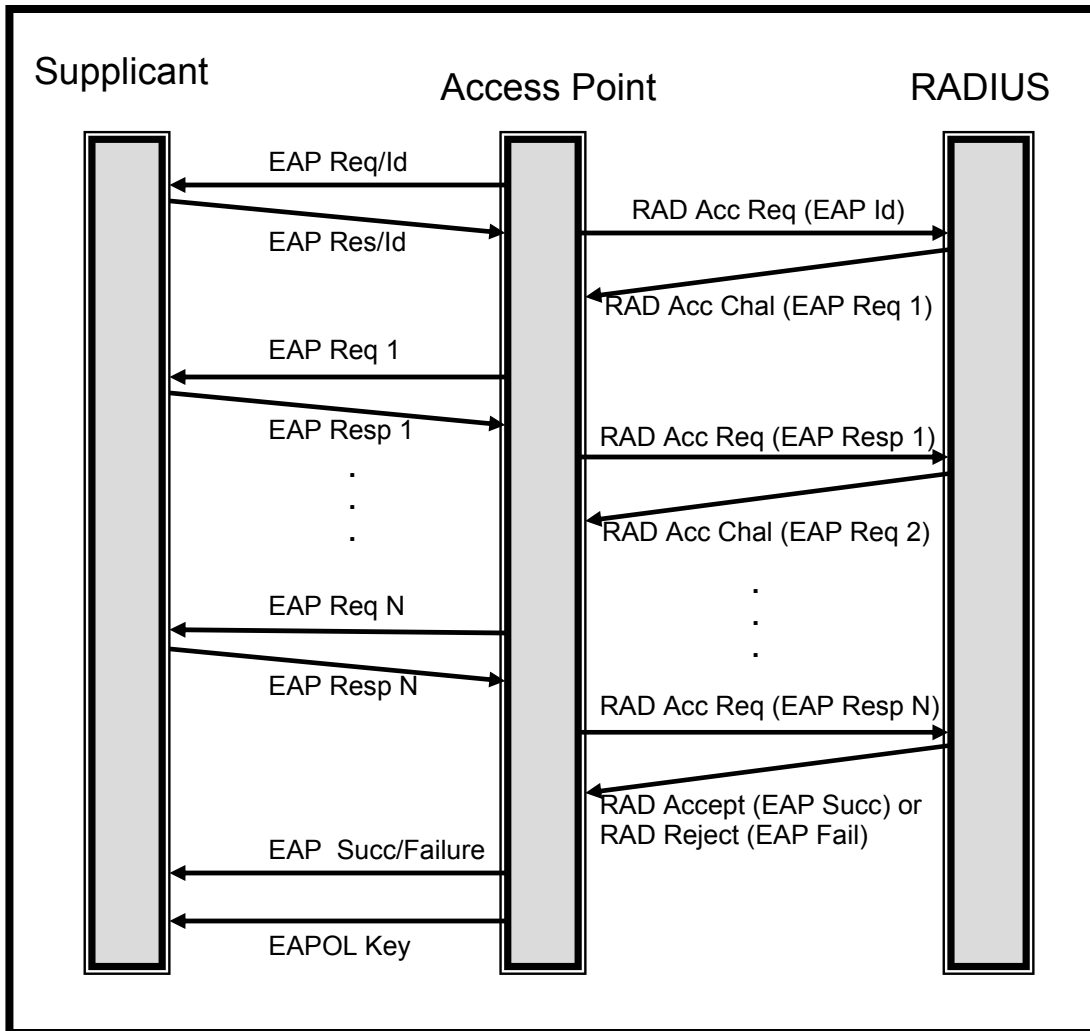 Supplicant
Access Point
RADIUS
EAP Req/Id
EAP Res/Id
RAD Acc Req (EAP Id)
RAD Acc Chal (EAP Req 1)
EAP Req 1
EAP Resp 1
RAD Acc Req (EAP Resp 1)
RAD Acc Chal (EAP Req 2)
.
.
.
EAP Req N
EAP Resp N
.
.
.
RAD Acc Req (EAP Resp N)
RAD Accept (EAP Succ) or
RAD Reject (EAP Fail)
EAP Succ/Failure
EAPOL Key